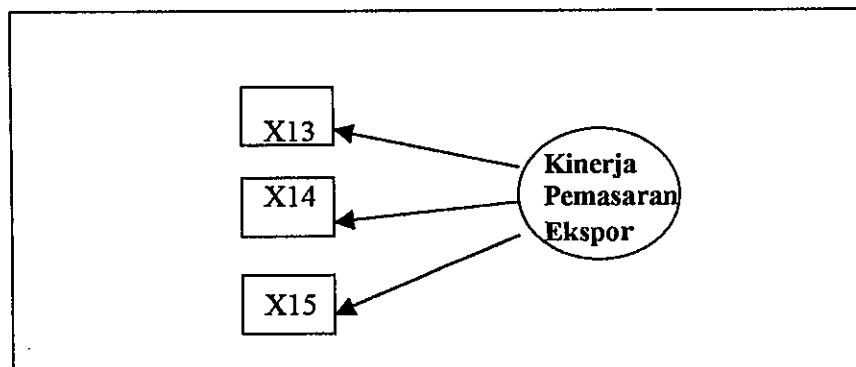 X13
X14
X15
Kinerja
Pemasaran
Ekspor